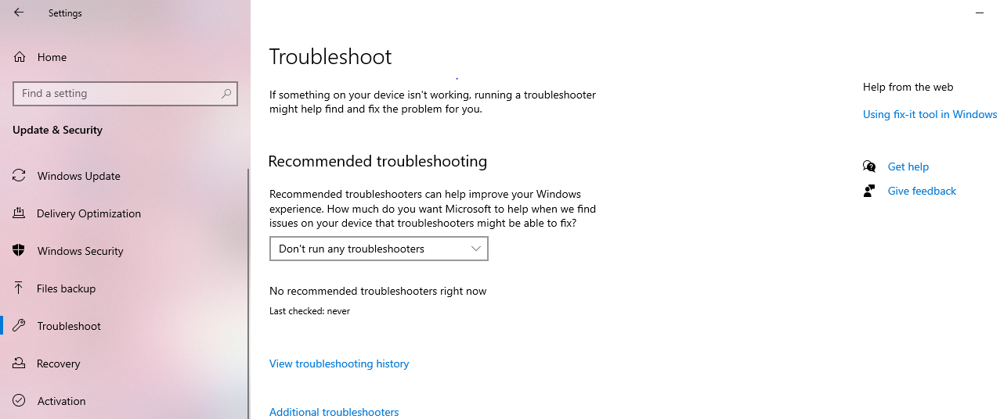 Settings
Home
Find a setting
Update & Security
Windows Update
Delivery Optimization
Windows Security
Files backup
Troubleshoot
Recovery
Activation
Troubleshoot
If something on your device isn't working, running a troubleshooter
might help find and fix the problem for you.
Recommended troubleshooting
Recommended troubleshooters can help improve your Windows
experience. How much do you want Microsoft to help when we find
issues on your device that troubleshooters might be able to fix?
Don't run any troubleshooters
No recommended troubleshooters right now
Last checked: never
View troubleshooting history
Additional troubleshooters
Help from the web
Using fix-it tool in Windows
Get help
Give feedback